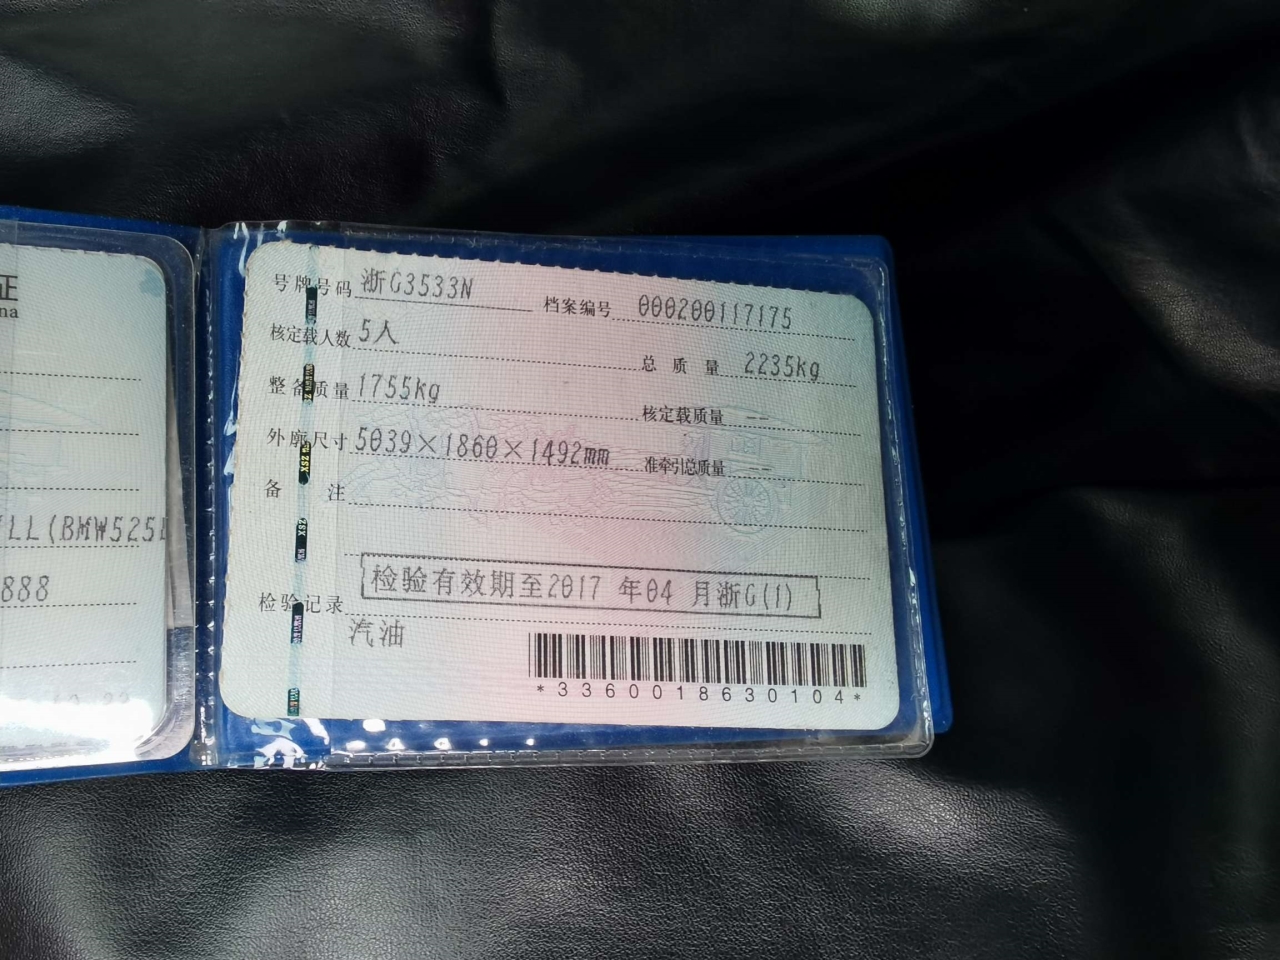 证
na
LL(BMW525L
888
号牌号码 浙G3533N 档案编号 000200117175
核定载人数 5人 总质量 2235kg
整备质量 1755kg 核定载质量 --
外廓尺寸 5039×1860×1492mm 准牵引总质量 --
备注
检验记录 检验有效期至2017年04月浙G(1)
汽油
*3360018630104*